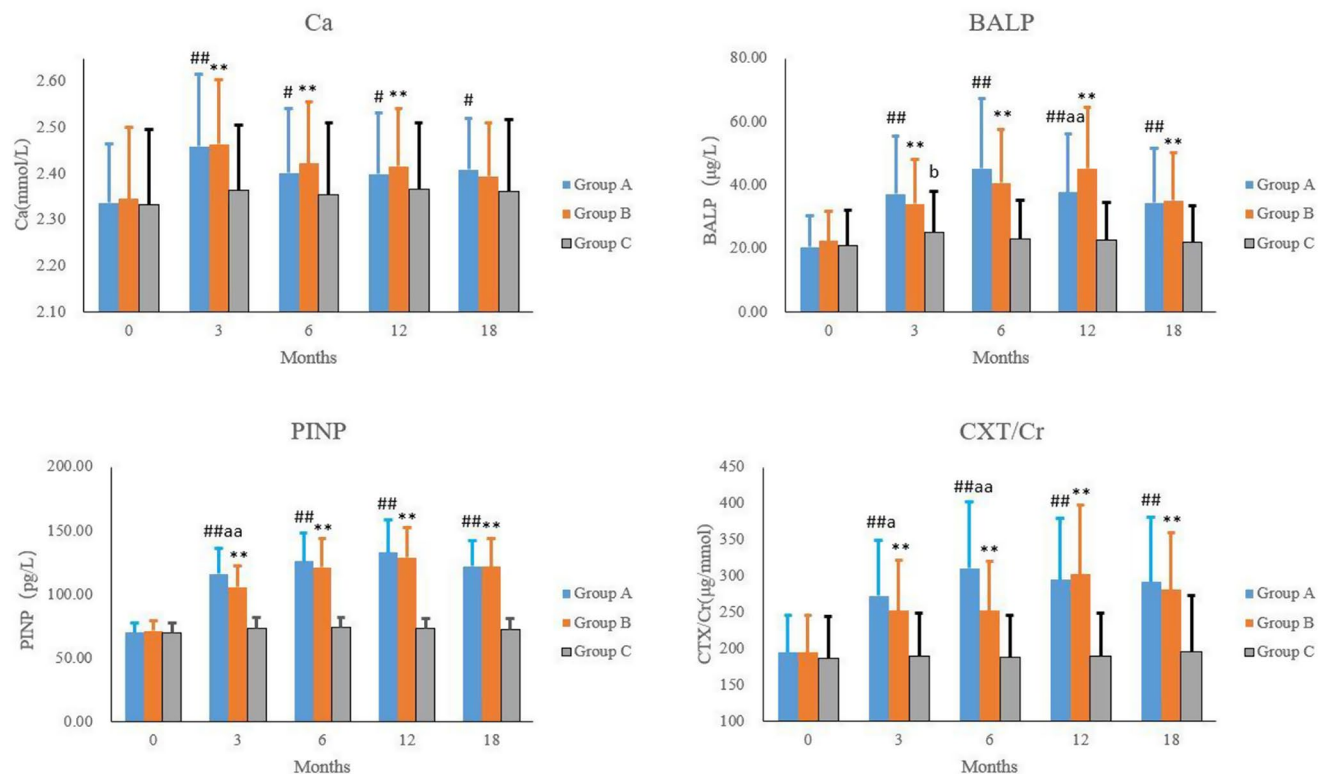 Ca
2.60
2.50
2.40
2.30
2.20
2.10
Ca(mmol/L)
## **
# **
# **
#
0 3 6 12 18
Months
Group A
Group B
Group C
BALP
80.00
60.00
40.00
20.00
0.00
BALP (μg/L)
## ** b
## **
##aa **
## **
0 3 6 12 18
Months
Group A
Group B
Group C
PINP
200.00
150.00
100.00
50.00
0.00
PINP (pg/L)
##aa **
## **
## **
## **
0 3 6 12 18
Months
Group A
Group B
Group C
CXT/Cr
450
400
350
300
250
200
150
100
CTX/Cr(μg/mmol)
##a **
##aa **
## **
## **
0 3 6 12 18
Months
Group A
Group B
Group C